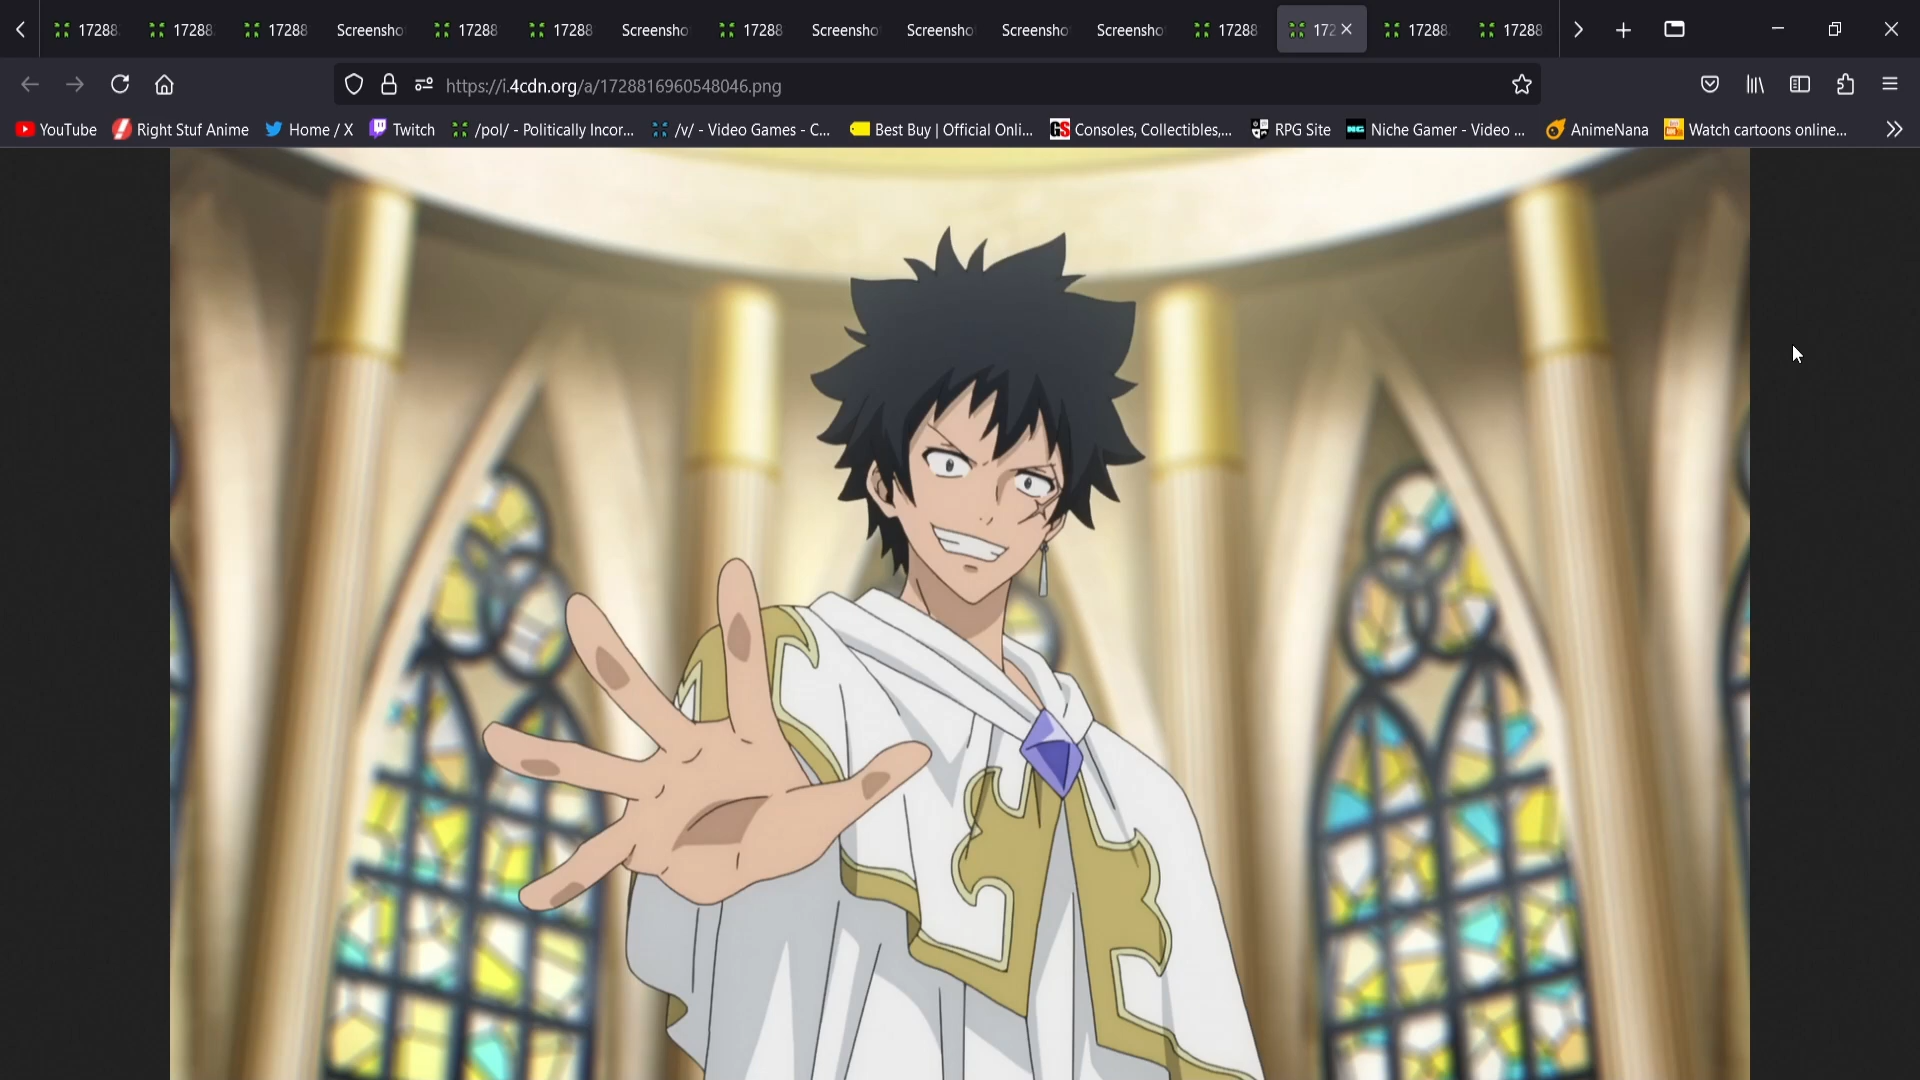 17288 17288 17288 Screensho 17288 17288 Screensho 17288 Screensho Screensho Screensho Screensho 17288 172 17288 17288
https://i.4cdn.org/a/1728816960548046.png
YouTube Right Stuf Anime Home / X Twitch /pol/ - Politically Incor... /v/ - Video Games - C... Best Buy | Official Onli... GS Consoles, Collectibles,... RPG Site NG Niche Gamer - Video ... AnimeNana Watch cartoons online...